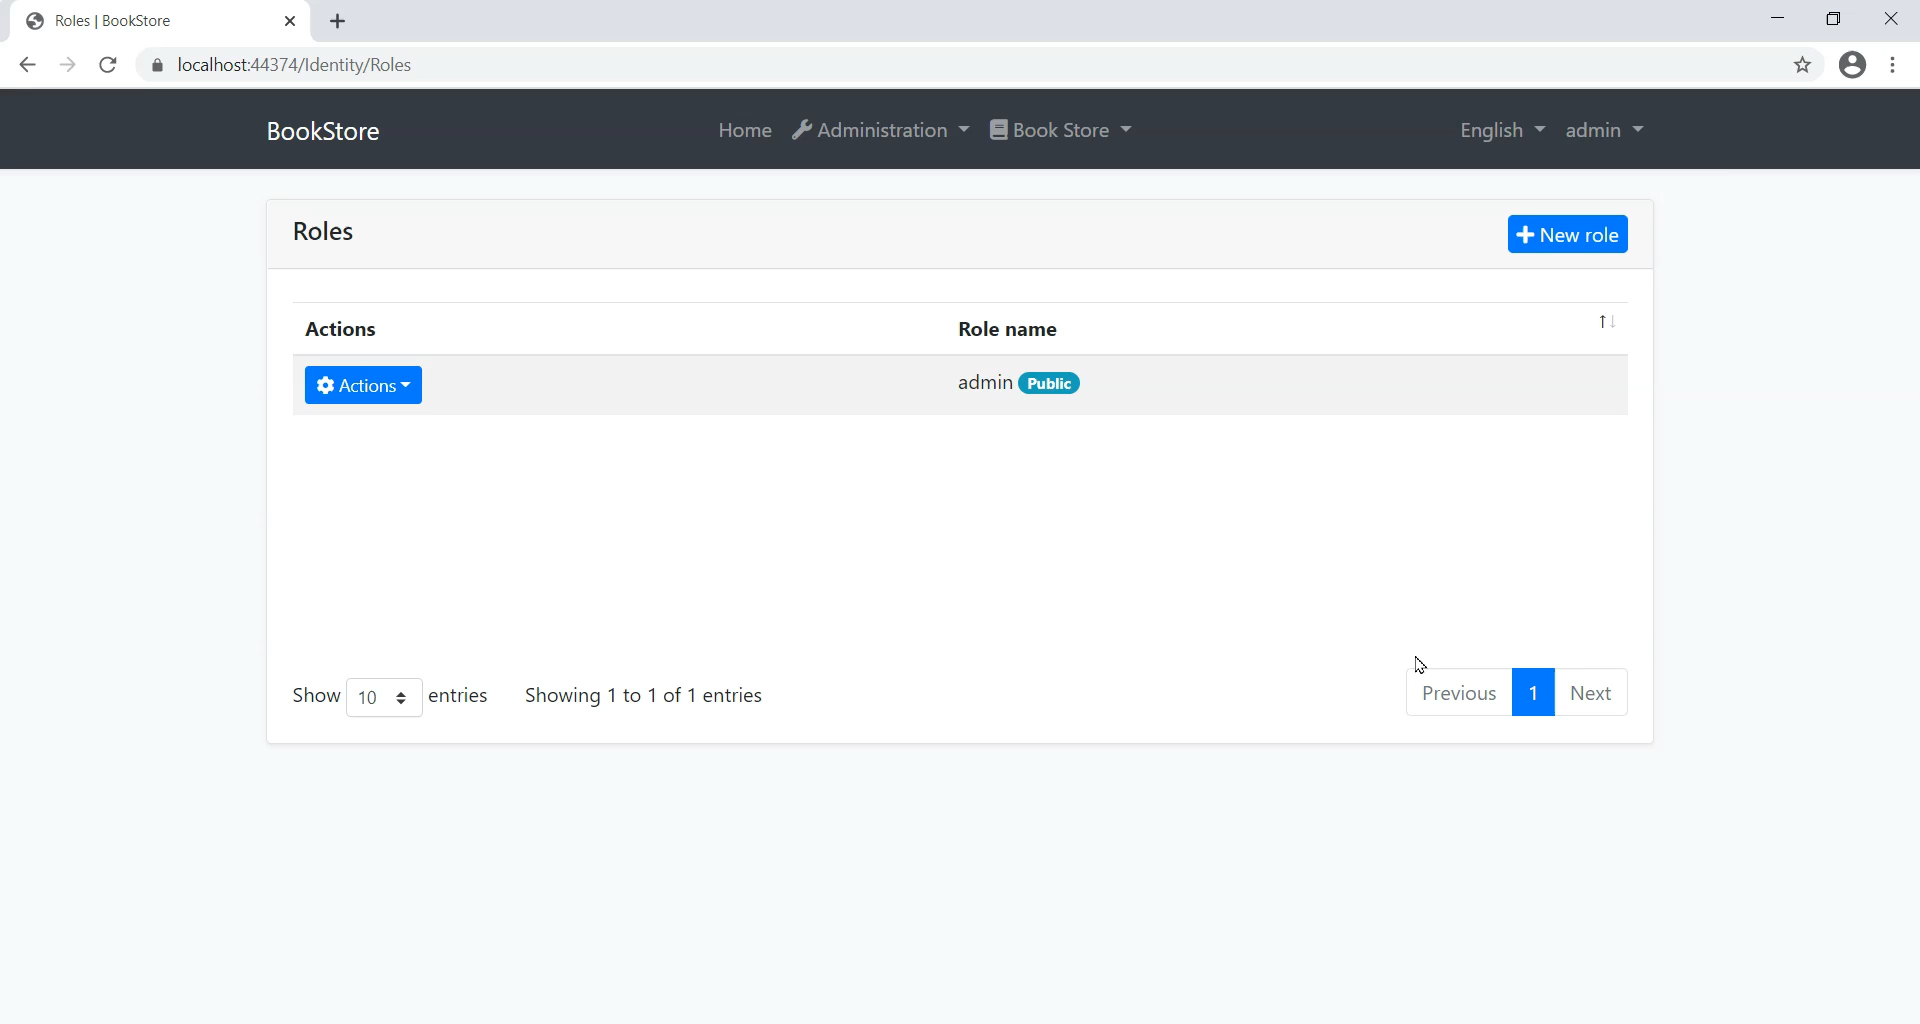 Roles | BookStore
localhost:44374/Identity/Roles
BookStore
Home
Administration
Book Store
English
admin
Roles
New role
Actions
Role name
Actions
admin Public
Show 10 entries
Showing 1 to 1 of 1 entries
Previous 1 Next